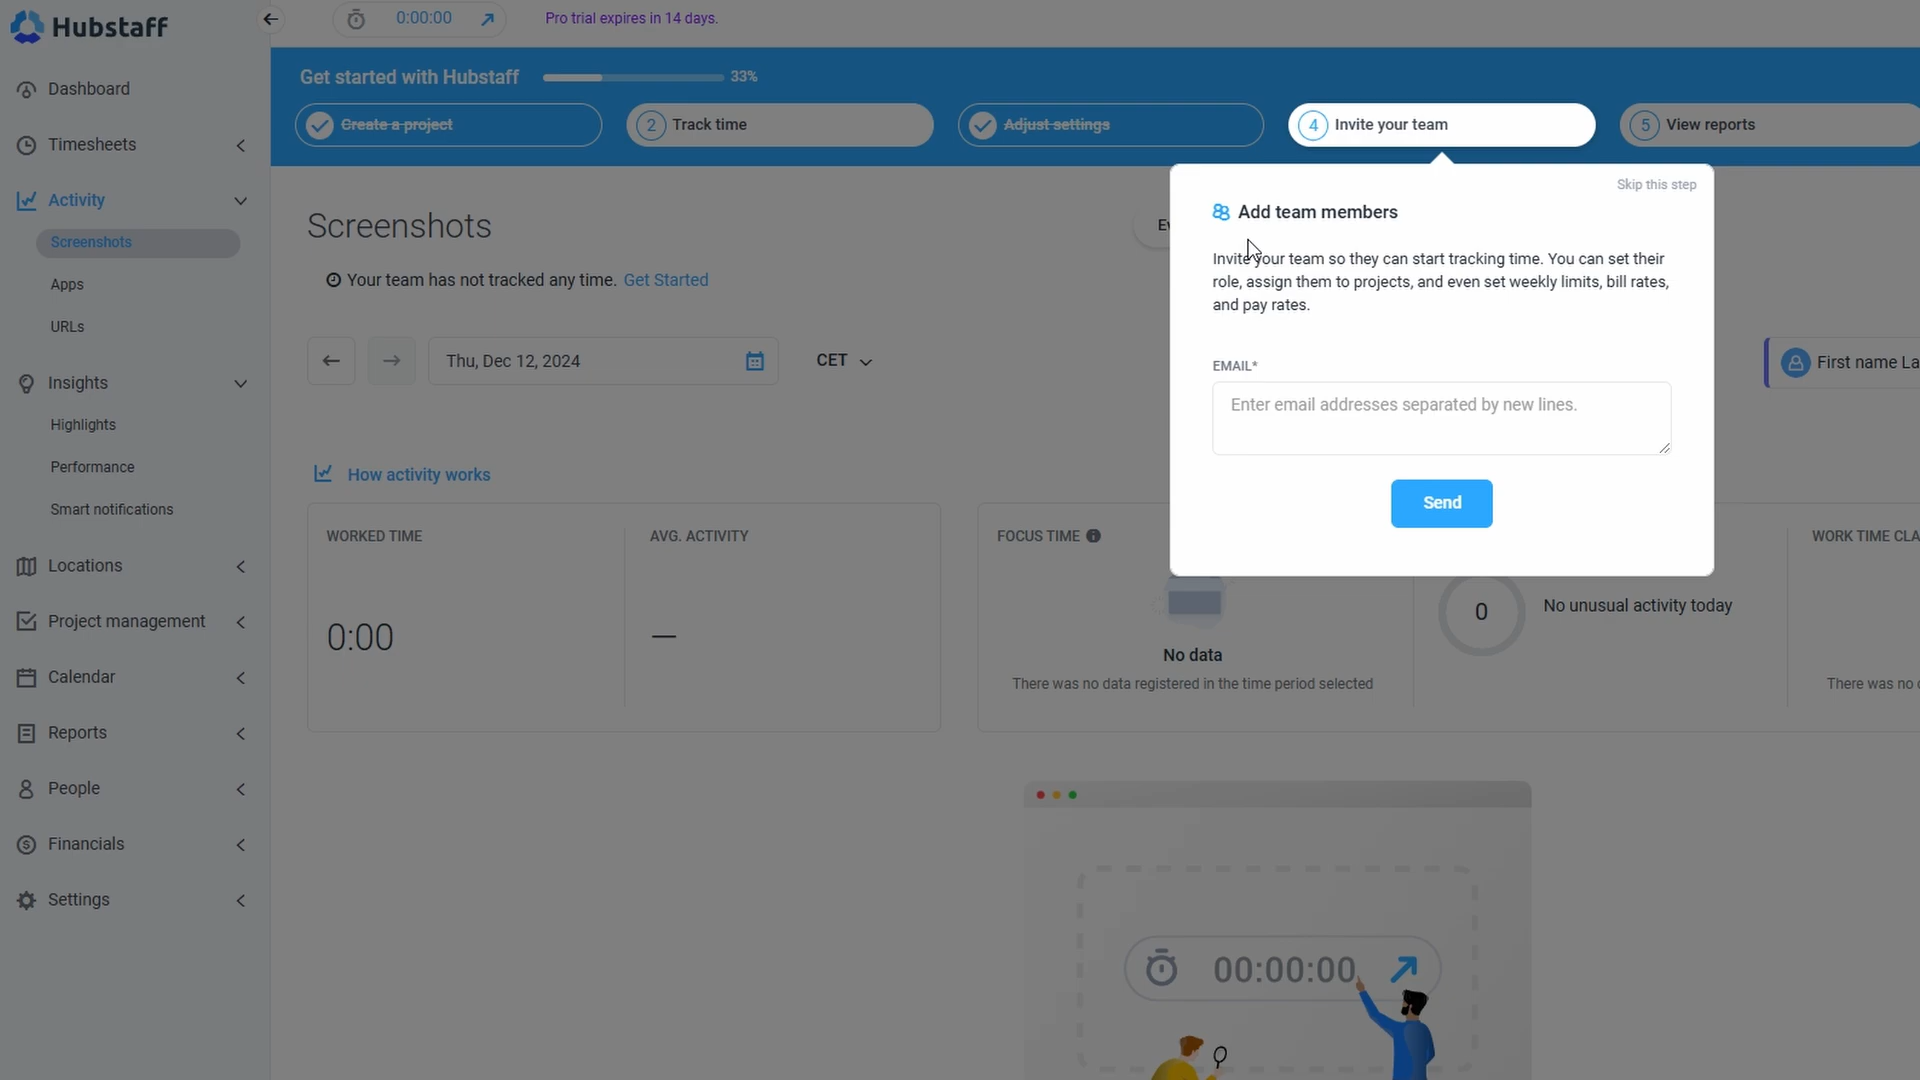 Hubstaff
0:00:00
Pro trial expires in 14 days.
Get started with Hubstaff
33%
Create a project
2 Track time
Adjust settings
4 Invite your team
5 View reports
Dashboard
Timesheets
Activity
Screenshots
Apps
URLs
Insights
Highlights
Performance
Smart notifications
Locations
Project management
Calendar
Reports
People
Financials
Settings
Screenshots
Your team has not tracked any time. Get Started
Thu, Dec 12, 2024
CET
First name La
How activity works
WORKED TIME
0:00
AVG. ACTIVITY
—
FOCUS TIME
No data
There was no data registered in the time period selected
0
No unusual activity today
WORK TIME CLA
There was no
Skip this step
Add team members
Invite your team so they can start tracking time. You can set their
role, assign them to projects, and even set weekly limits, bill rates,
and pay rates.
EMAIL*
Enter email addresses separated by new lines.
Send
00:00:00